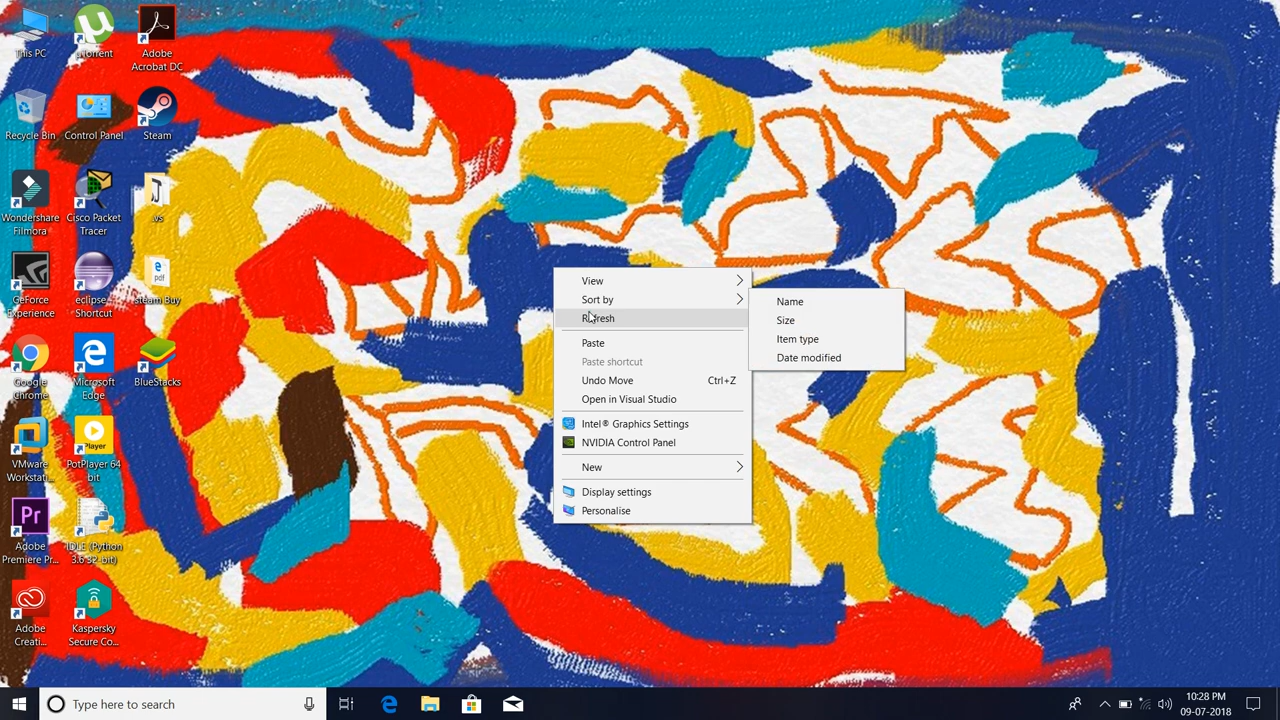 This PC
µTorrent
Adobe
Acrobat DC
Recycle Bin
Control Panel
Steam
Wondershare
Filmora
Cisco Packet
Tracer
.vs
GeForce
Experience
eclipse -
Shortcut
pdf
steam Buy
Google
Chrome
Microsoft
Edge
BlueStacks
VMware
Workstati...
Player
PotPlayer 64
bit
Pr
Adobe
Premiere Pr...
IDLE (Python
3.6 32-bit)
Adobe
Creati...
Kaspersky
Secure Co...
View
Sort by
Refresh
Paste
Paste shortcut
Undo Move Ctrl+Z
Open in Visual Studio
Intel® Graphics Settings
NVIDIA Control Panel
New
Display settings
Personalise
Name
Size
Item type
Date modified
Type here to search
10:28 PM
09-07-2018